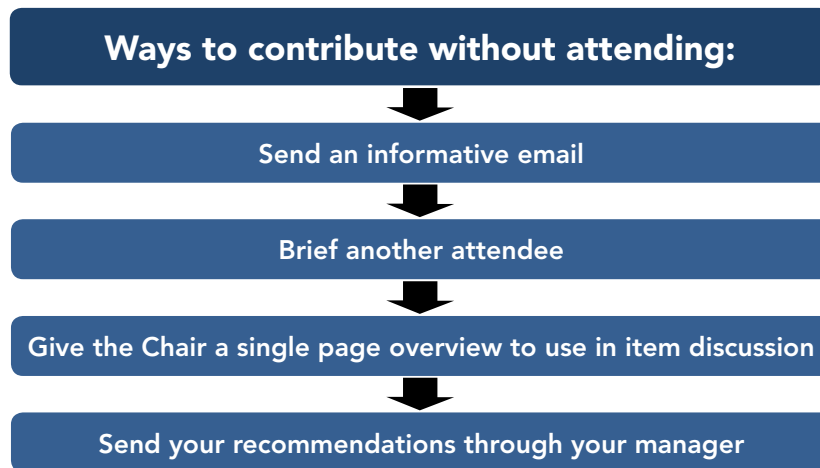 Ways to contribute without attending:
Send an informative email
Brief another attendee
Give the Chair a single page overview to use in item discussion
Send your recommendations through your manager